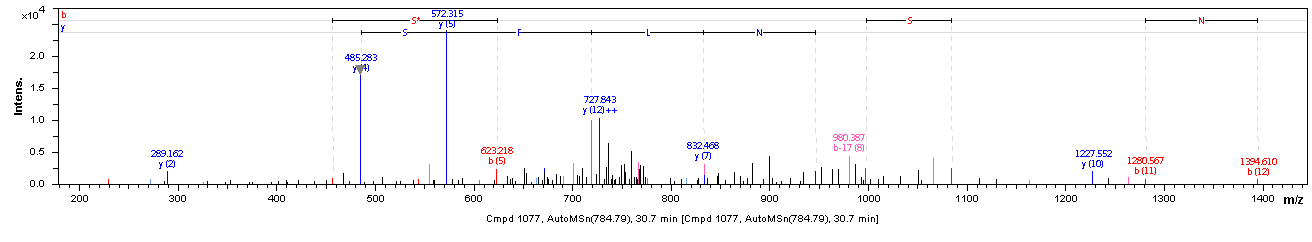 x10⁴
b
y
S* S N
S F L N
572.315
y (5)
485.283
y (4)
727.843
y (12)++
289.162
y (2)
623.218
b (5)
832.468
y (7)
980.387
b-17 (8)
1227.552
y (10)
1280.567
b (11)
1394.610
b (12)
Intens.
2.0
1.5
1.0
0.5
0.0
200 300 400 500 600 700 800 900 1000 1100 1200 1300 1400 m/z
Cmpd 1077, AutoMSn(784.79), 30.7 min [Cmpd 1077, AutoMSn(784.79), 30.7 min]